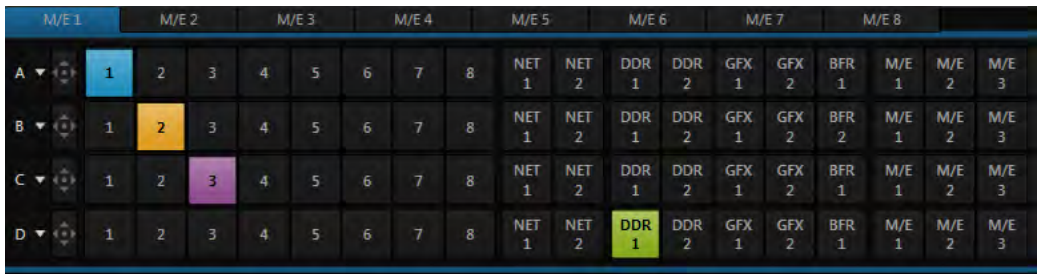 M/E 1 M/E 2 M/E 3 M/E 4 M/E 5 M/E 6 M/E 7 M/E 8
A 1 2 3 4 5 6 7 8 NET 1 NET 2 DDR 1 DDR 2 GFX 1 GFX 2 BFR 1 M/E 1 M/E 2 M/E 3
B 1 2 3 4 5 6 7 8 NET 1 NET 2 DDR 1 DDR 2 GFX 1 GFX 2 BFR 2 M/E 1 M/E 2 M/E 3
C 1 2 3 4 5 6 7 8 NET 1 NET 2 DDR 1 DDR 2 GFX 1 GFX 2 BFR 1 M/E 1 M/E 2 M/E 3
D 1 2 3 4 5 6 7 8 NET 1 NET 2 DDR 1 DDR 2 GFX 1 GFX 2 BFR 1 M/E 1 M/E 2 M/E 3